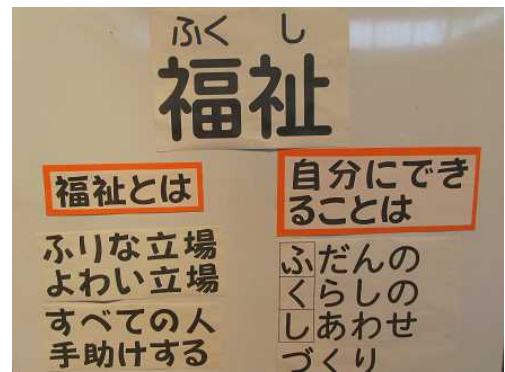 ふく し
福祉
福祉とは
ふりな立場
よわい立場
すべての人
手助けする
自分にでき
ることは
ふだんの
くらしの
しあわせ
づくり